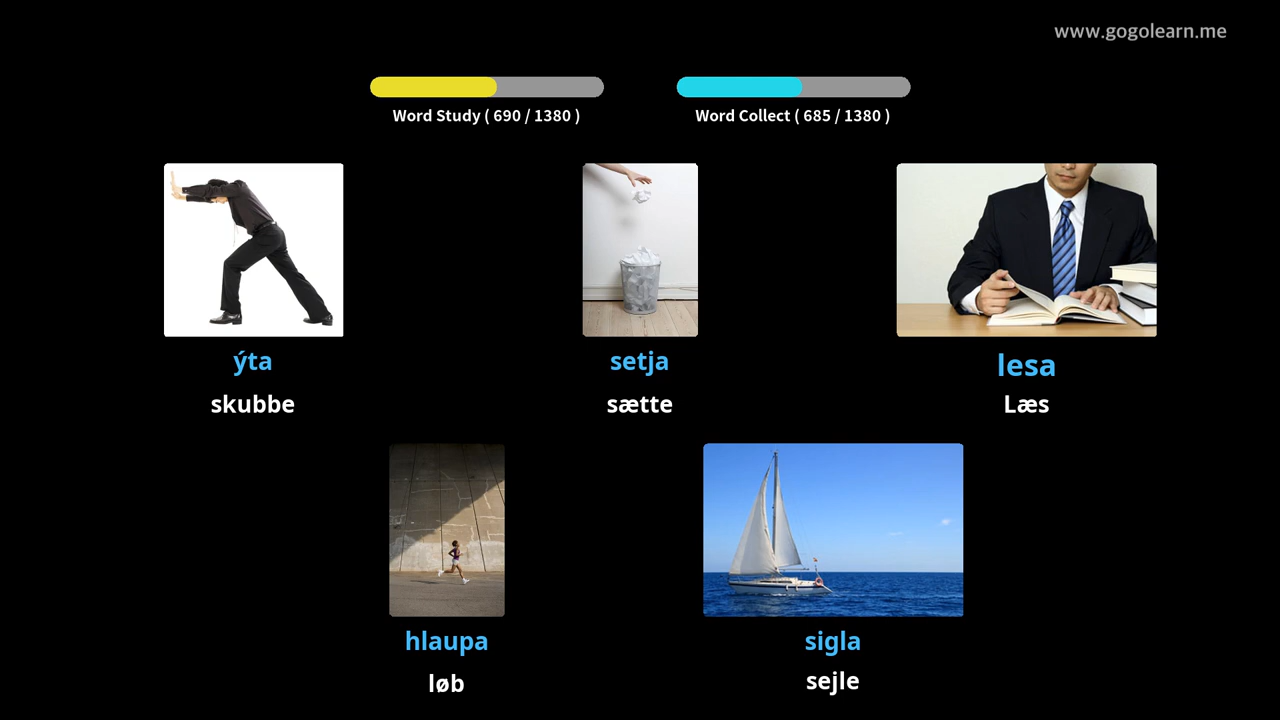 www.gogolearn.me
Word Study ( 690 / 1380 )
Word Collect ( 685 / 1380 )
ýta
skubbe
setja
sætte
lesa
Læs
hlaupa
løb
sigla
sejle